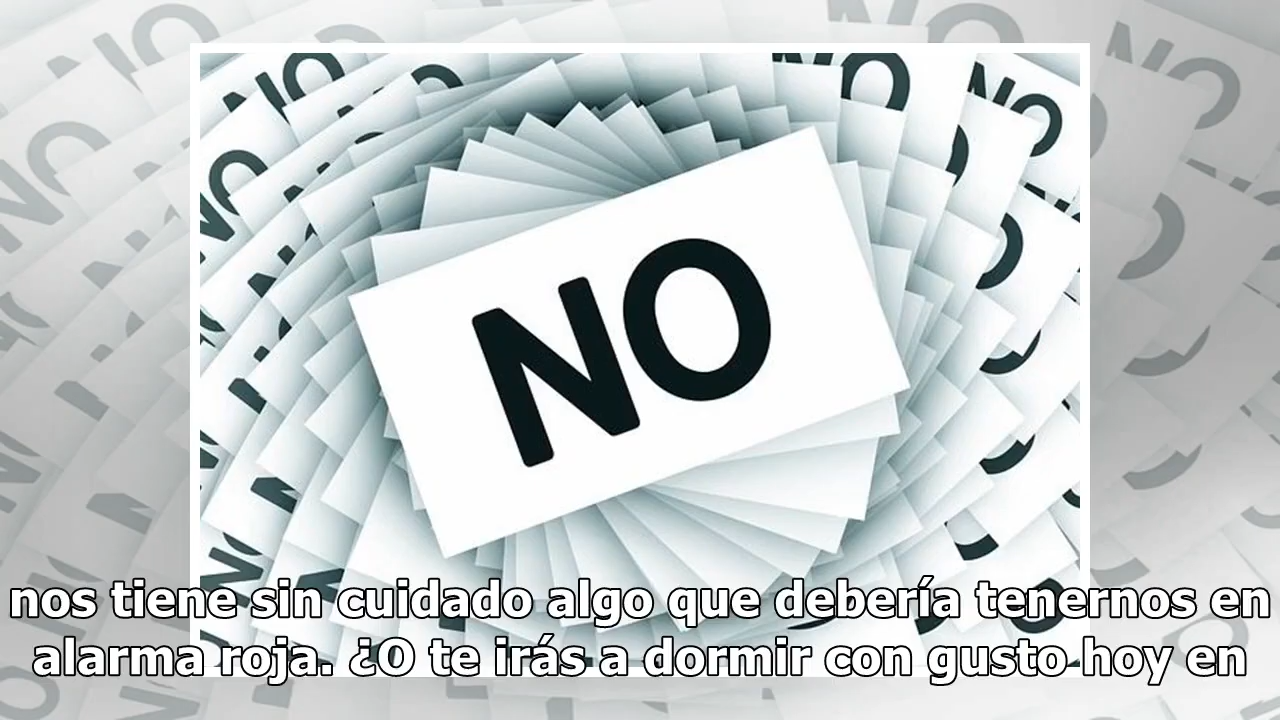 NO
nos tiene sin cuidado algo que debería tenernos en
alarma roja. ¿O te irás a dormir con gusto hoy en